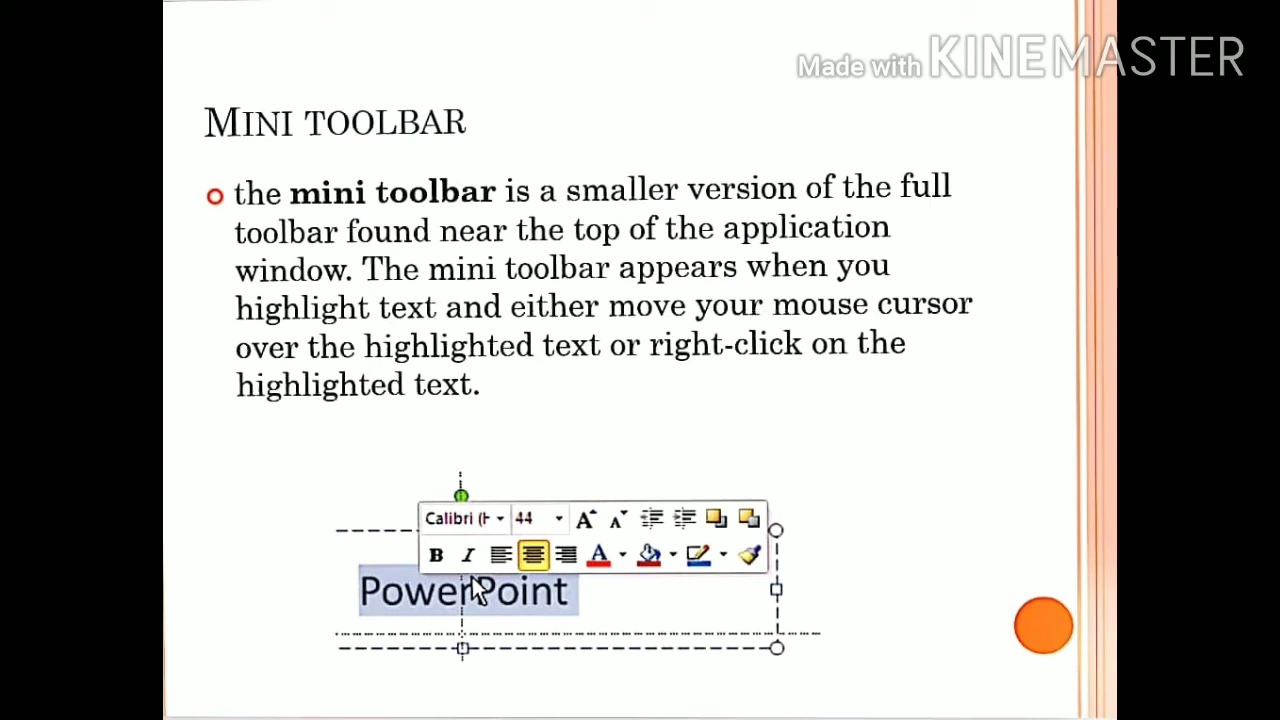 Made with KINEMASTER
MINI TOOLBAR
the mini toolbar is a smaller version of the full
toolbar found near the top of the application
window. The mini toolbar appears when you
highlight text and either move your mouse cursor
over the highlighted text or right-click on the
highlighted text.
Calibri (H 44 A A
B I A
PowerPoint